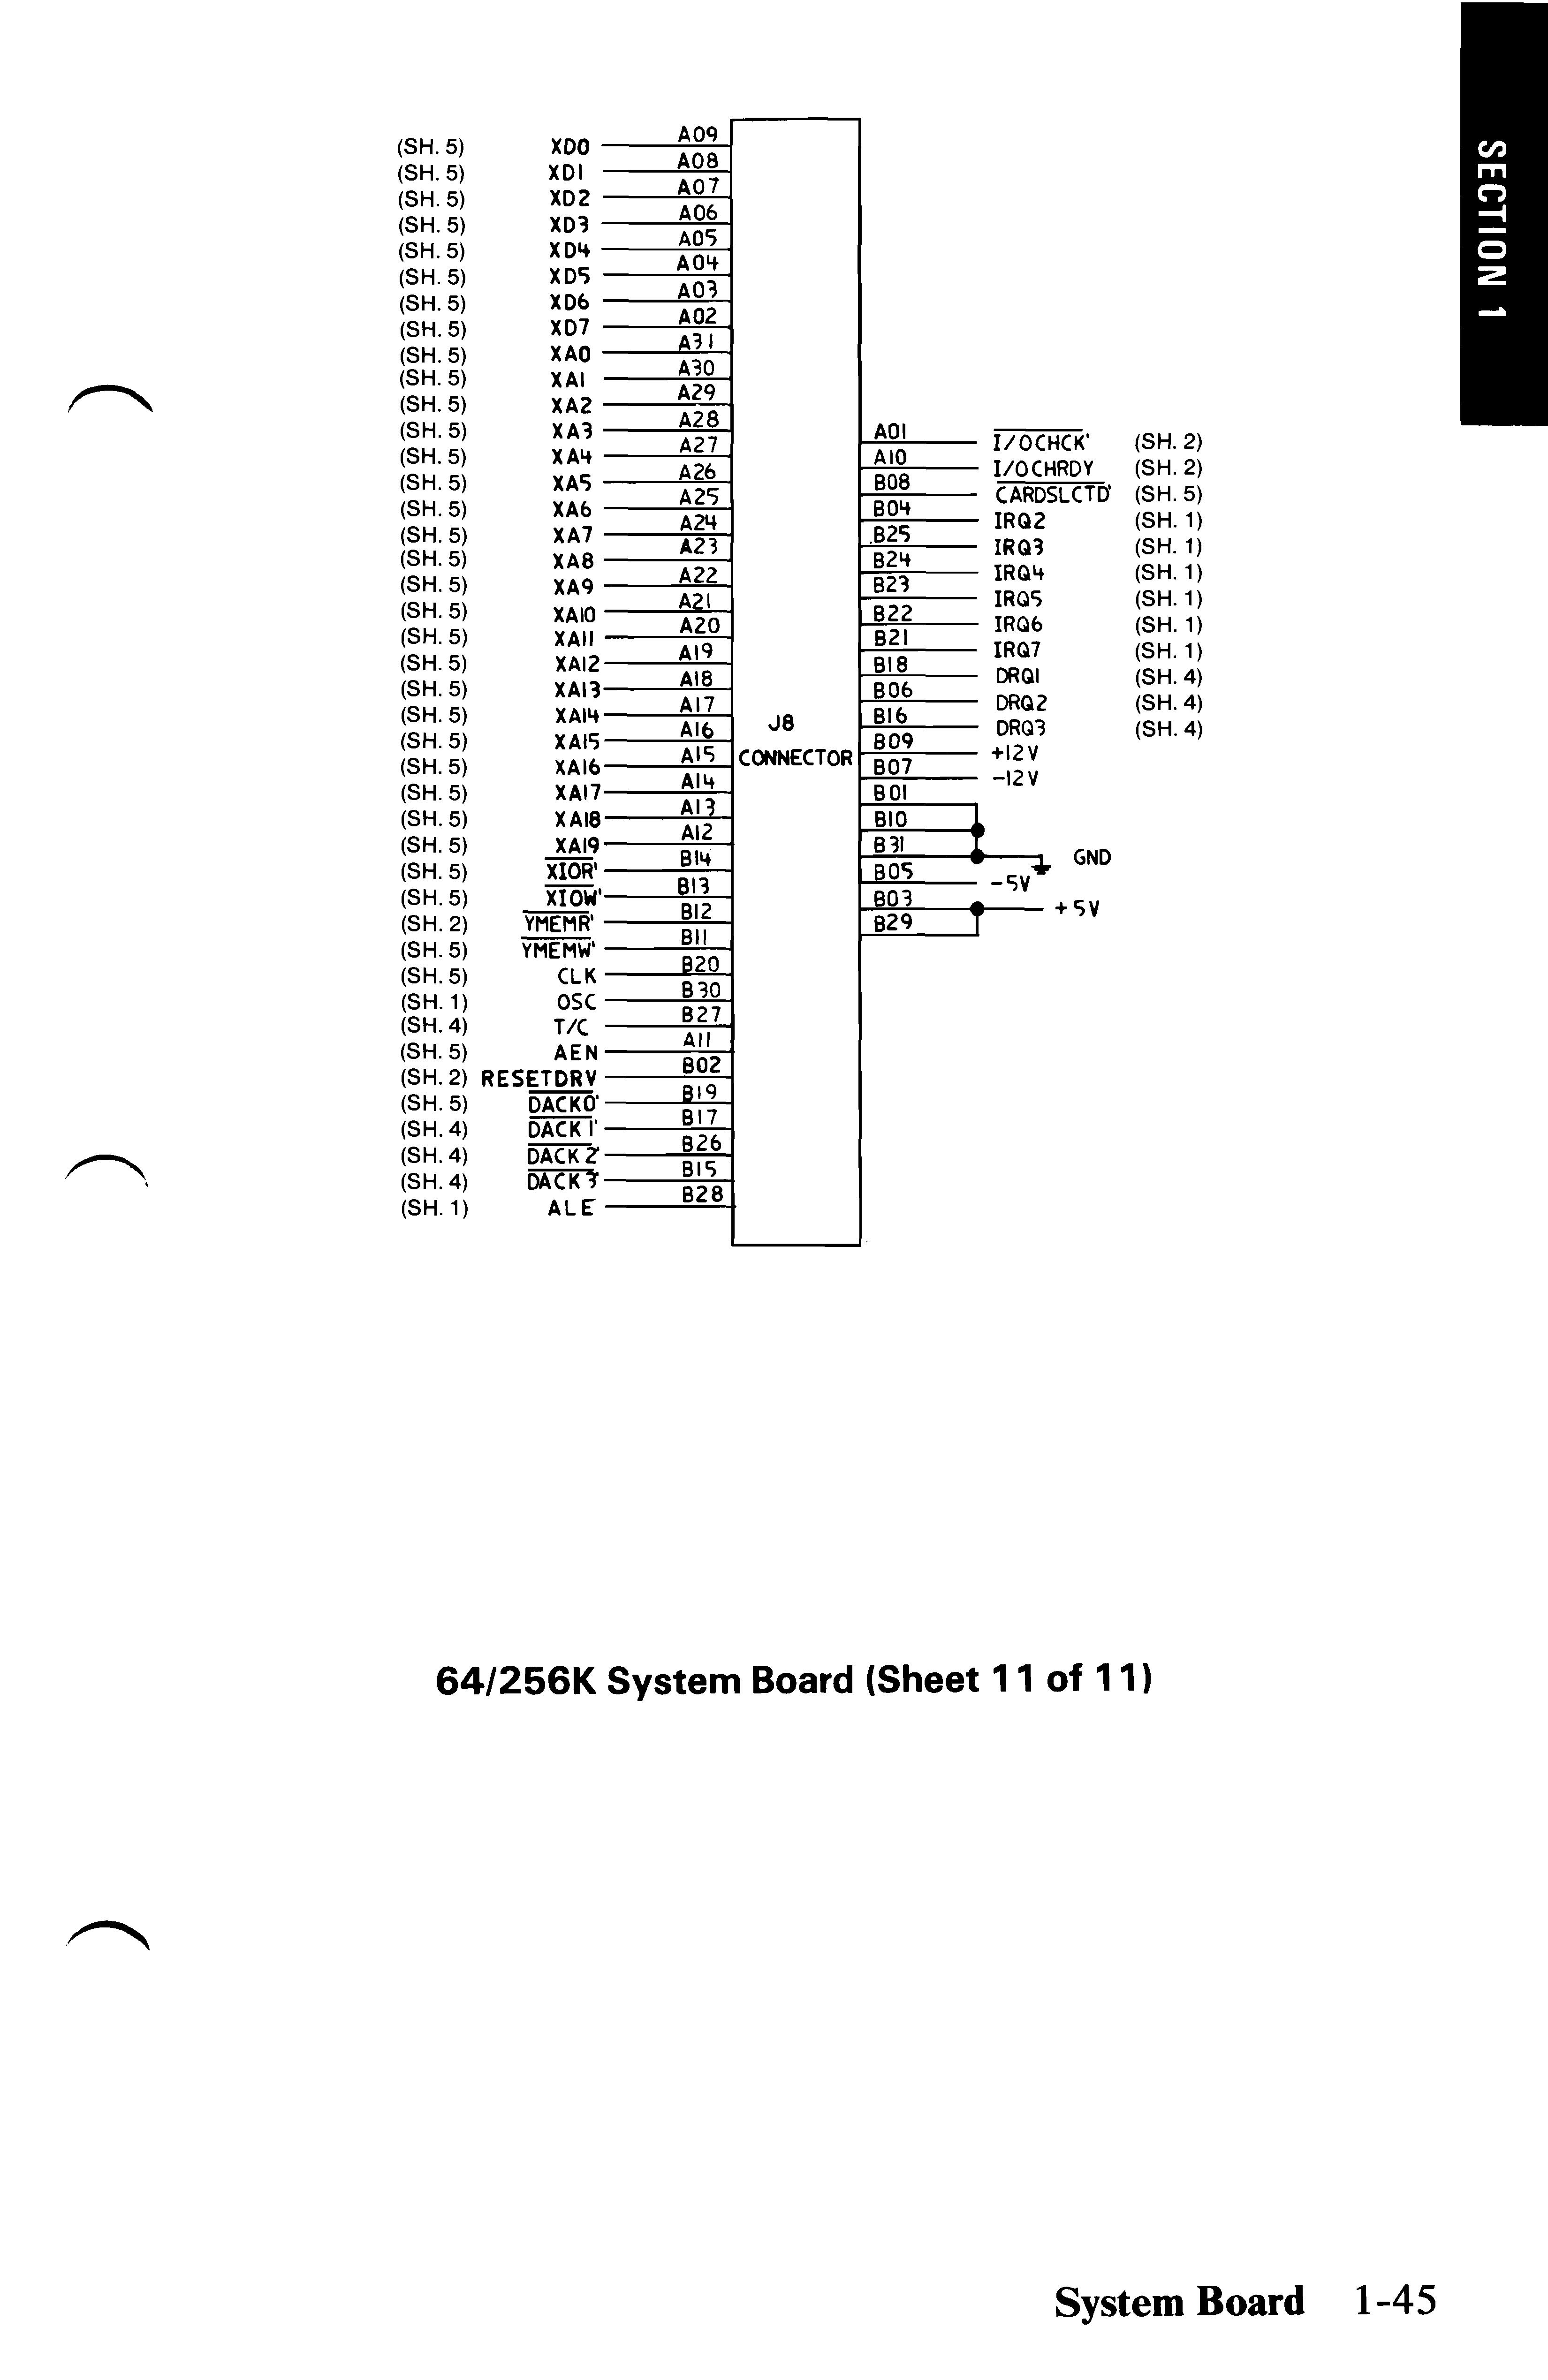 SECTION 1
(SH. 5) XD0 A09
(SH. 5) XD1 A08
(SH. 5) XD2 A07
(SH. 5) XD3 A06
(SH. 5) XD4 A05
(SH. 5) XD5 A04
(SH. 5) XD6 A03
(SH. 5) XD7 A02
(SH. 5) XA0 A31
(SH. 5) XA1 A30
(SH. 5) XA2 A29
(SH. 5) XA3 A28
(SH. 5) XA4 A27
(SH. 5) XA5 A26
(SH. 5) XA6 A25
(SH. 5) XA7 A24
(SH. 5) XA8 A23
(SH. 5) XA9 A22
(SH. 5) XA10 A21
(SH. 5) XA11 A20
(SH. 5) XA12 A19
(SH. 5) XA13 A18
(SH. 5) XA14 A17
(SH. 5) XA15 A16
(SH. 5) XA16 A15
(SH. 5) XA17 A14
(SH. 5) XA18 A13
(SH. 5) XA19 A12
(SH. 5) XIOR' B14
(SH. 5) XIOW' B13
(SH. 2) YMEMR' B12
(SH. 5) YMEMW' B11
(SH. 5) CLK B20
(SH. 1) OSC B30
(SH. 4) T/C B27
(SH. 5) AEN A11
(SH. 2) RESETDRV B02
(SH. 5) DACK0' B19
(SH. 4) DACK1' B17
(SH. 4) DACK2' B26
(SH. 4) DACK3' B15
(SH. 1) ALE B28
J8
CONNECTOR
A01 I/OCHCK' (SH. 2)
A10 I/OCHRDY (SH. 2)
B08 CARDSLCTD' (SH. 5)
B04 IRQ2 (SH. 1)
B25 IRQ3 (SH. 1)
B24 IRQ4 (SH. 1)
B23 IRQ5 (SH. 1)
B22 IRQ6 (SH. 1)
B21 IRQ7 (SH. 1)
B18 DRQ1 (SH. 4)
B06 DRQ2 (SH. 4)
B16 DRQ3 (SH. 4)
B09 +12V
B07 -12V
B01
B10
B31 GND
B05 -5V
B03 +5V
B29
64/256K System Board (Sheet 11 of 11)
System Board 1-45